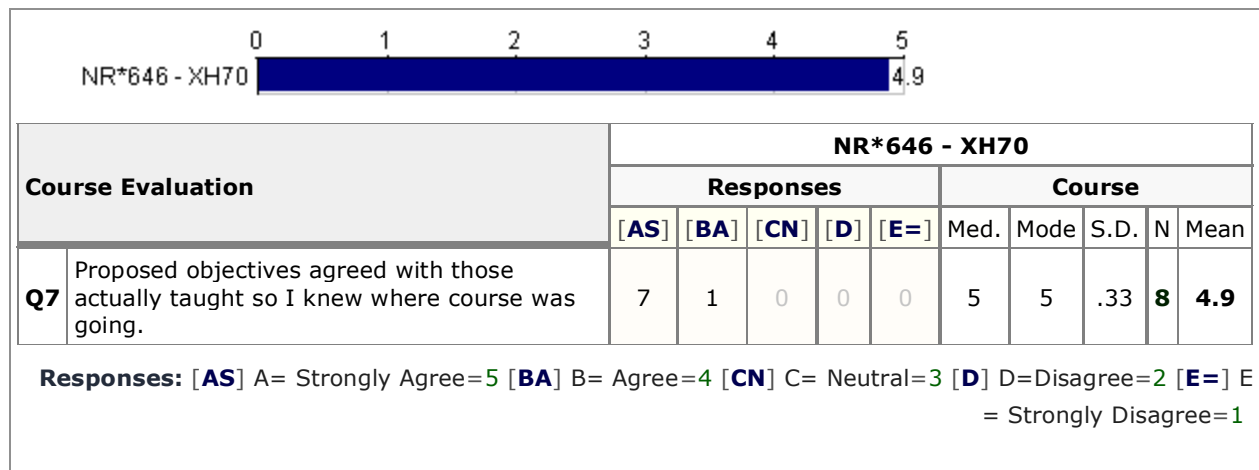 0 1 2 3 4 5
NR*646 - XH70 4.9
NR*646 - XH70
Course Evaluation
Responses Course
[AS] [BA] [CN] [D] [E=] Med. Mode S.D. N Mean
Q7 Proposed objectives agreed with those
actually taught so I knew where course was
going.
7 1 0 0 0 5 5 .33 8 4.9
Responses: [AS] A= Strongly Agree=5 [BA] B= Agree=4 [CN] C= Neutral=3 [D] D=Disagree=2 [E=] E
= Strongly Disagree=1